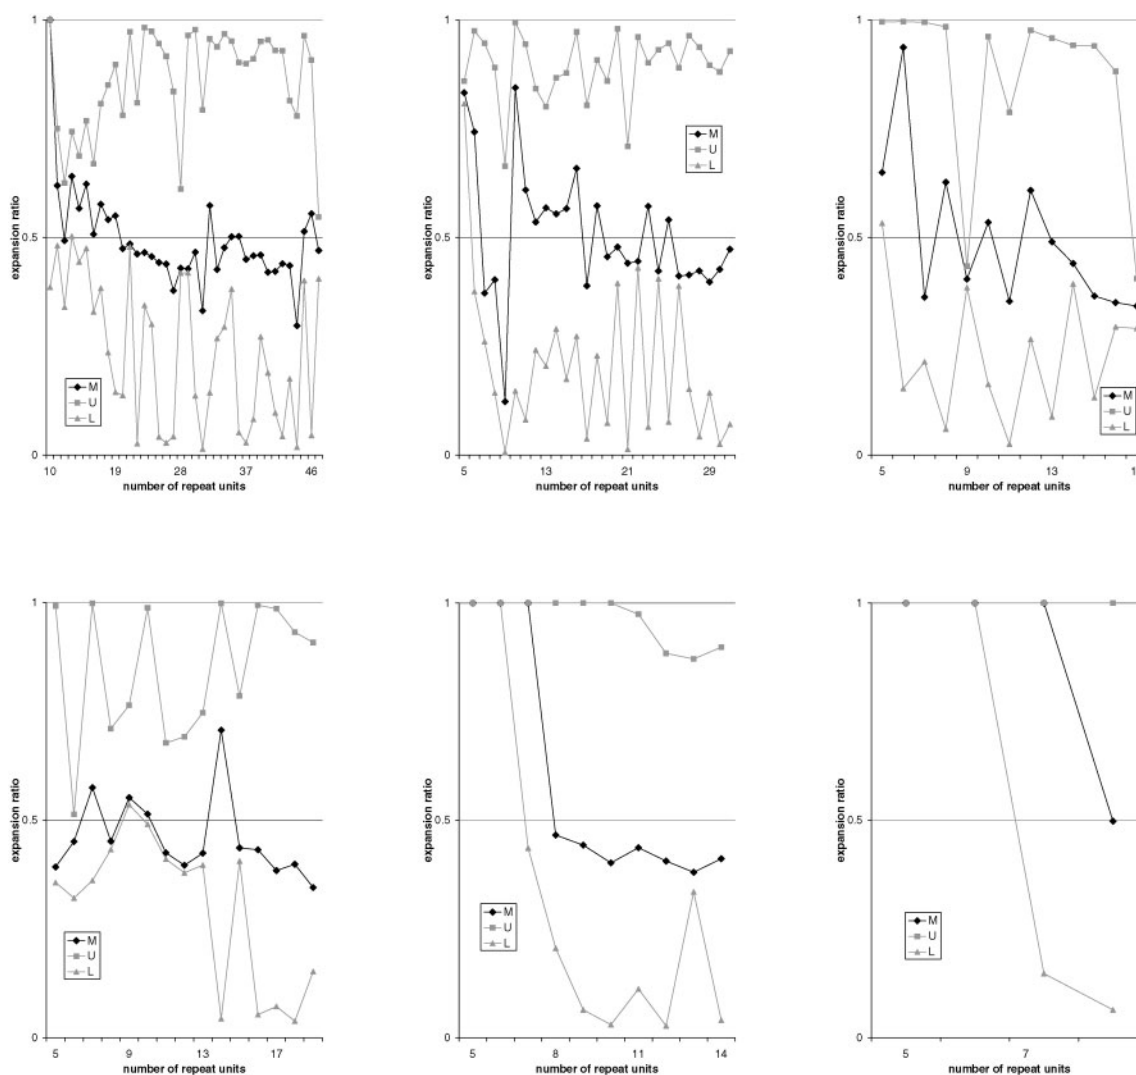 1
0.5
0
expansion ratio
M
U
L
10 19 28 37 46
number of repeat units
1
0.5
0
expansion ratio
M
U
L
5 13 21 29
number of repeat units
1
0.5
0
expansion ratio
M
U
L
5 9 13
number of repeat units
1
0.5
0
expansion ratio
M
U
L
5 9 13 17
number of repeat units
1
0.5
0
expansion ratio
M
U
L
5 8 11 14
number of repeat units
1
0.5
0
expansion ratio
M
U
L
5 7
number of repeat units